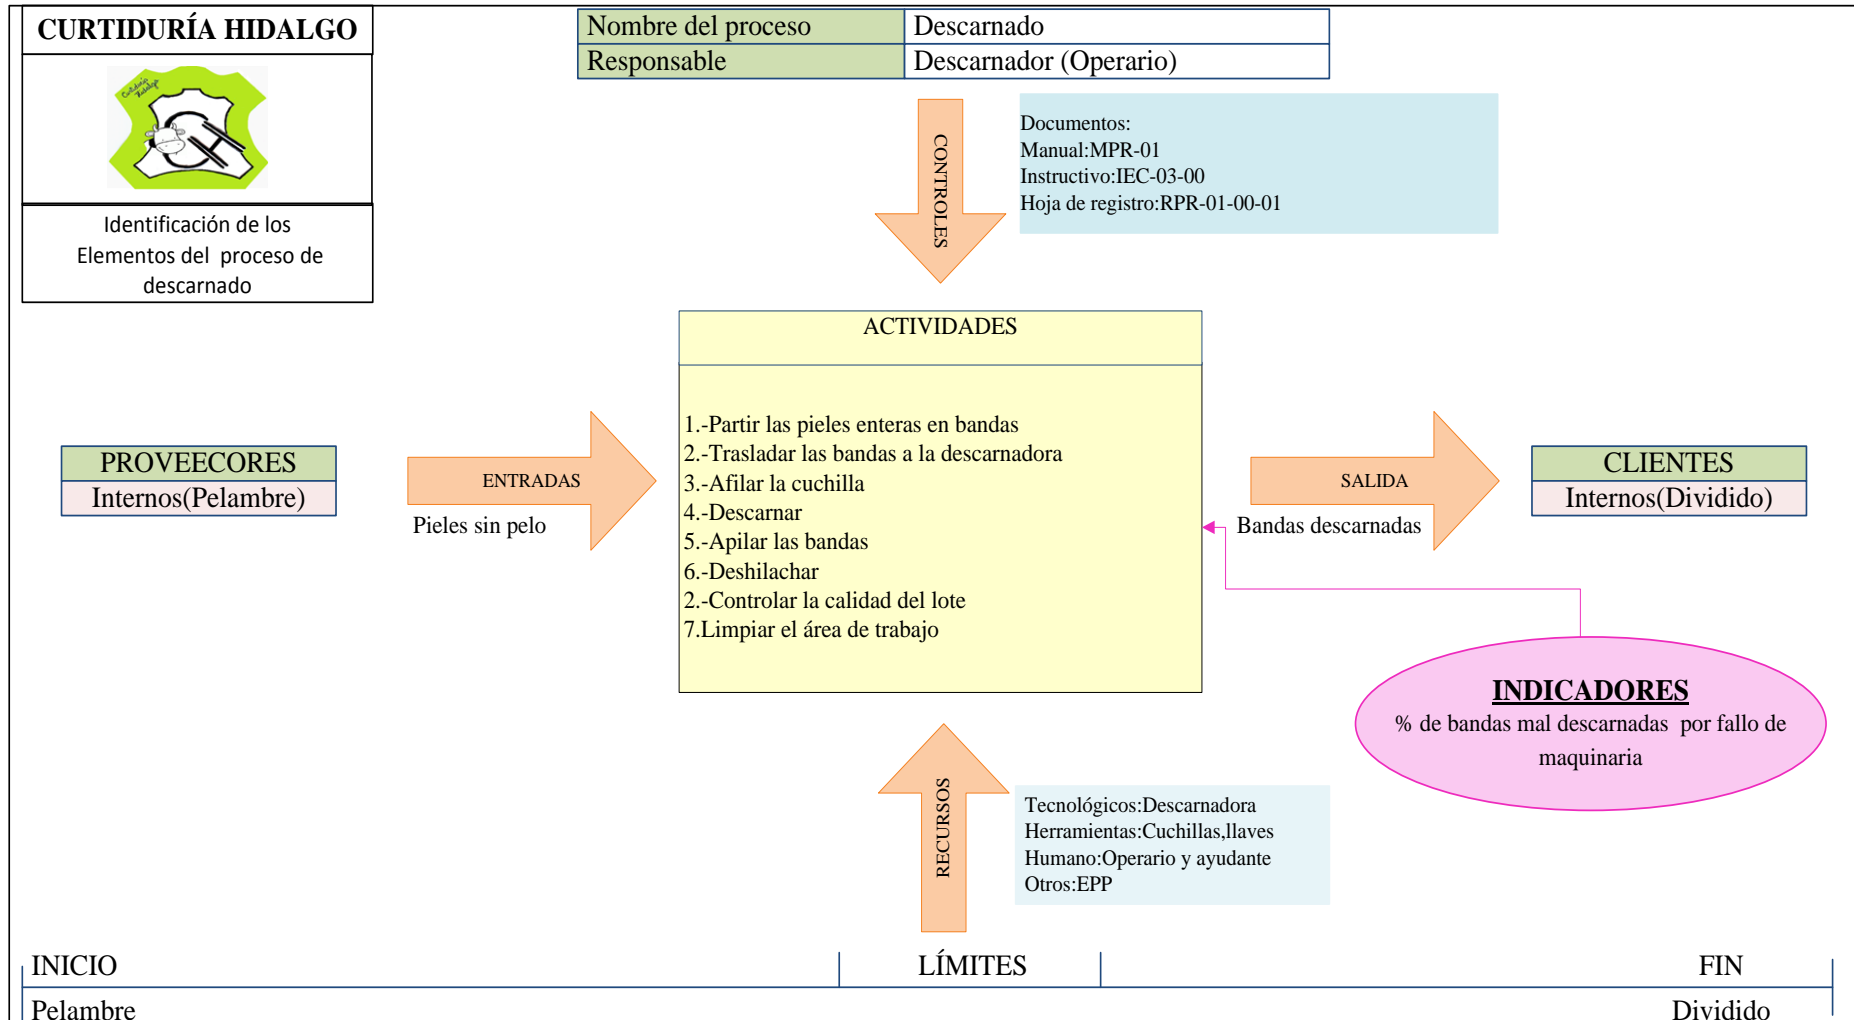 CURTIDURÍA HIDALGO
Curtiduría
Hidalgo
Identificación de los
Elementos del proceso de
descarnado
Nombre del proceso Descarnado
Responsable Descarnador (Operario)
CONTROLES
Documentos:
Manual:MPR-01
Instructivo:IEC-03-00
Hoja de registro:RPR-01-00-01
ACTIVIDADES
1.-Partir las pieles enteras en bandas
2.-Trasladar las bandas a la descarnadora
3.-Afilar la cuchilla
4.-Descarnar
5.-Apilar las bandas
6.-Deshilachar
2.-Controlar la calidad del lote
7.Limpiar el área de trabajo
PROVEECORES
Internos(Pelambre)
ENTRADAS
Pieles sin pelo
SALIDA
Bandas descarnadas
CLIENTES
Internos(Dividido)
INDICADORES
% de bandas mal descarnadas por fallo de
maquinaria
RECURSOS
Tecnológicos:Descarnadora
Herramientas:Cuchillas,llaves
Humano:Operario y ayudante
Otros:EPP
INICIO LÍMITES FIN
Pelambre Dividido